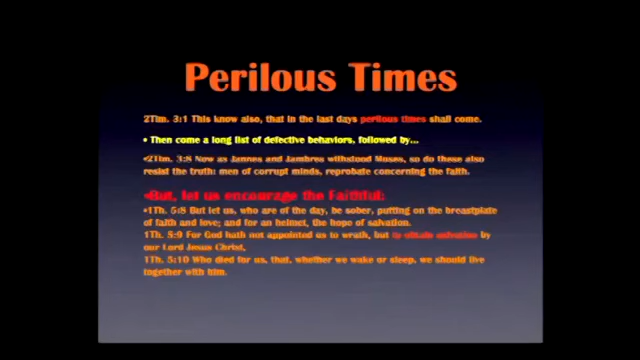 Perilous Times
2Tim. 3:1 This know also, that in the last days perilous times shall come.
• Then come a long list of defective behaviors, followed by...
•2Tim. 3:8 Now as Jannes and Jambres withstood Moses, so do these also
resist the truth: men of corrupt minds, reprobate concerning the faith.
•But, let us encourage the Faithful:
•1Th. 5:8 But let us, who are of the day, be sober, putting on the breastplate
of faith and love; and for an helmet, the hope of salvation.
1Th. 5:9 For God hath not appointed us to wrath, but to obtain salvation by
our Lord Jesus Christ,
1Th. 5:10 Who died for us, that, whether we wake or sleep, we should live
together with him.